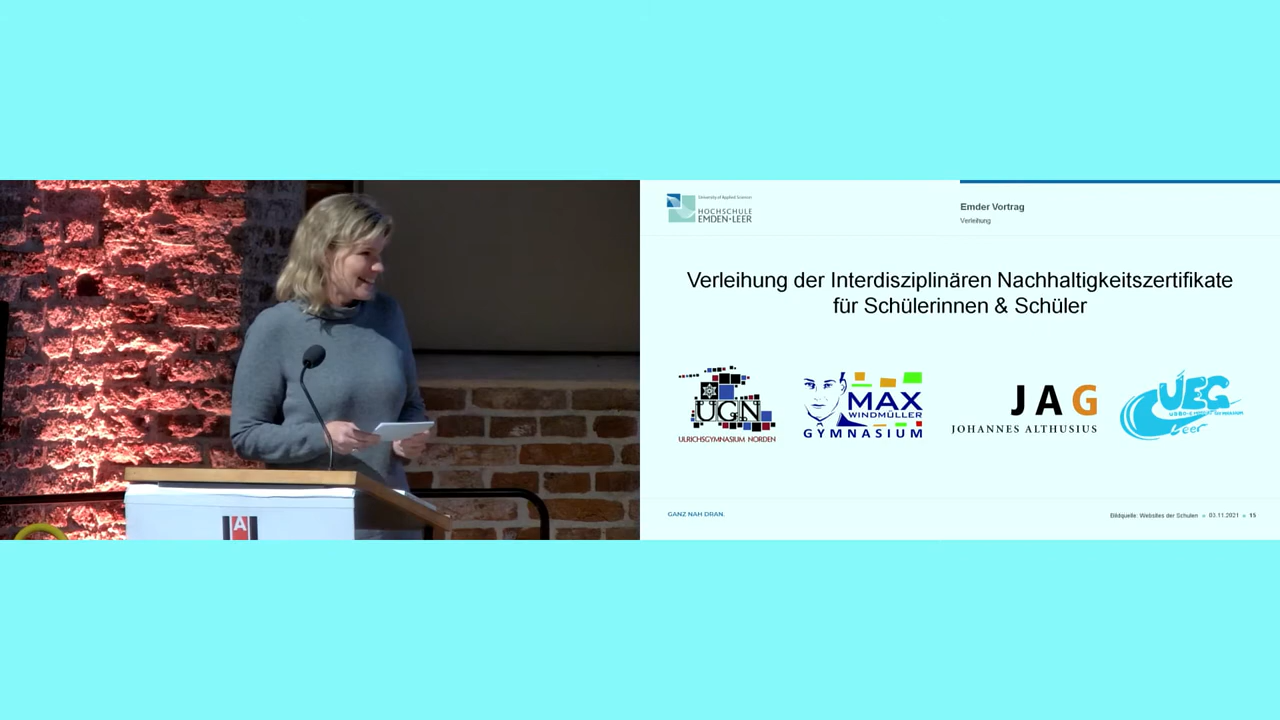 University of Applied Sciences
HOCHSCHULE
EMDEN•LEER
Emder Vortrag
Verleihung
Verleihung der Interdisziplinären Nachhaltigkeitszertifikate
für Schülerinnen & Schüler
UGN
ULRICHSGYMNASIUM NORDEN
MAX
WINDMÜLLER
GYMNASIUM
JAG
JOHANNES ALTHUSIUS
UEG
Leer
A
GANZ NAH DRAN.
Bildquelle: Websites der Schulen
03.11.2021
15